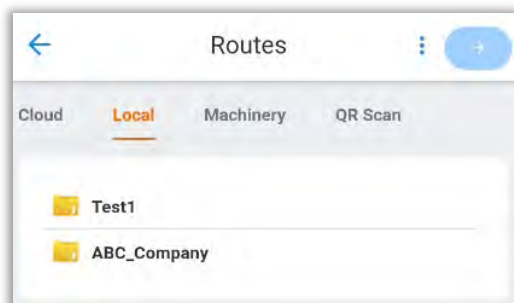 Routes
Cloud Local Machinery QR Scan
Test1
ABC_Company